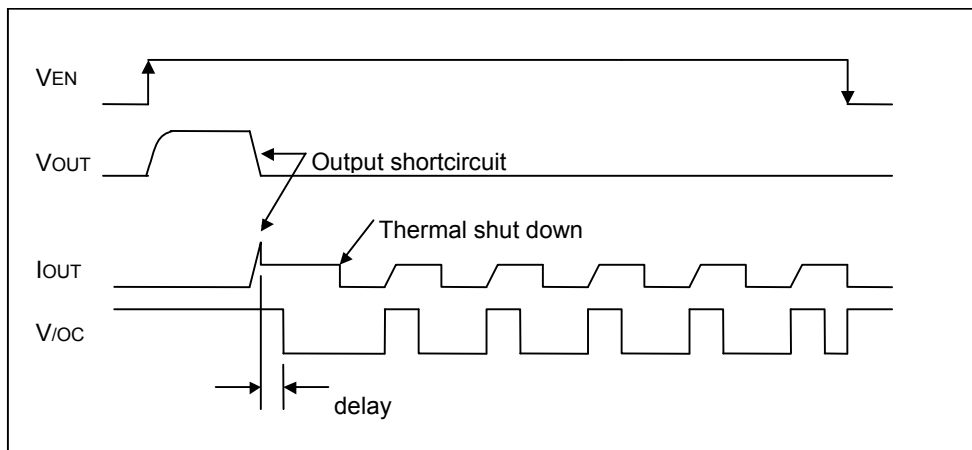 VEN
VOUT
Output shortcircuit
Thermal shut down
IOUT
V/OC
delay